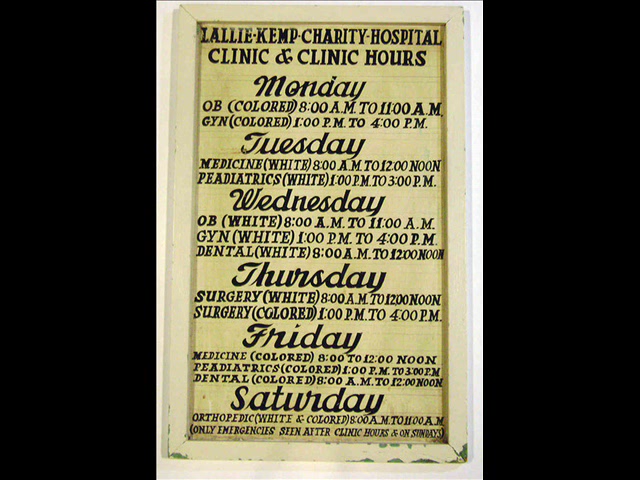 LALLIE-KEMP-CHARITY-HOSPITAL
CLINIC & CLINIC HOURS
Monday
OB (COLORED) 8:00 A.M. TO 11:00 A.M.
GYN (COLORED) 1:00 P.M. TO 4:00 P.M.
Tuesday
MEDICINE (WHITE) 8:00 A.M. TO 12:00 NOON
PEADIATRICS (WHITE) 1:00 P.M. TO 3:00 P.M.
Wednesday
OB (WHITE) 8:00 A.M. TO 11:00 A.M.
GYN (WHITE) 1:00 P.M. TO 4:00 P.M.
DENTAL (WHITE) 8:00 A.M. TO 12:00 NOON
Thursday
SURGERY (WHITE) 8:00 A.M. TO 12:00 NOON
SURGERY (COLORED) 1:00 P.M. TO 4:00 P.M.
Friday
MEDICINE (COLORED) 8:00 TO 12:00 NOON
PEADIATRICS (COLORED) 1:00 P.M. TO 3:00 P.M
DENTAL (COLORED) 8:00 A.M. TO 12:00 NOON
Saturday
ORTHOPEDIC (WHITE & COLORED) 8:00 A.M. TO 11:00 A.M
(ONLY EMERGENCIES SEEN AFTER CLINIC HOURS & ON SUNDAYS)